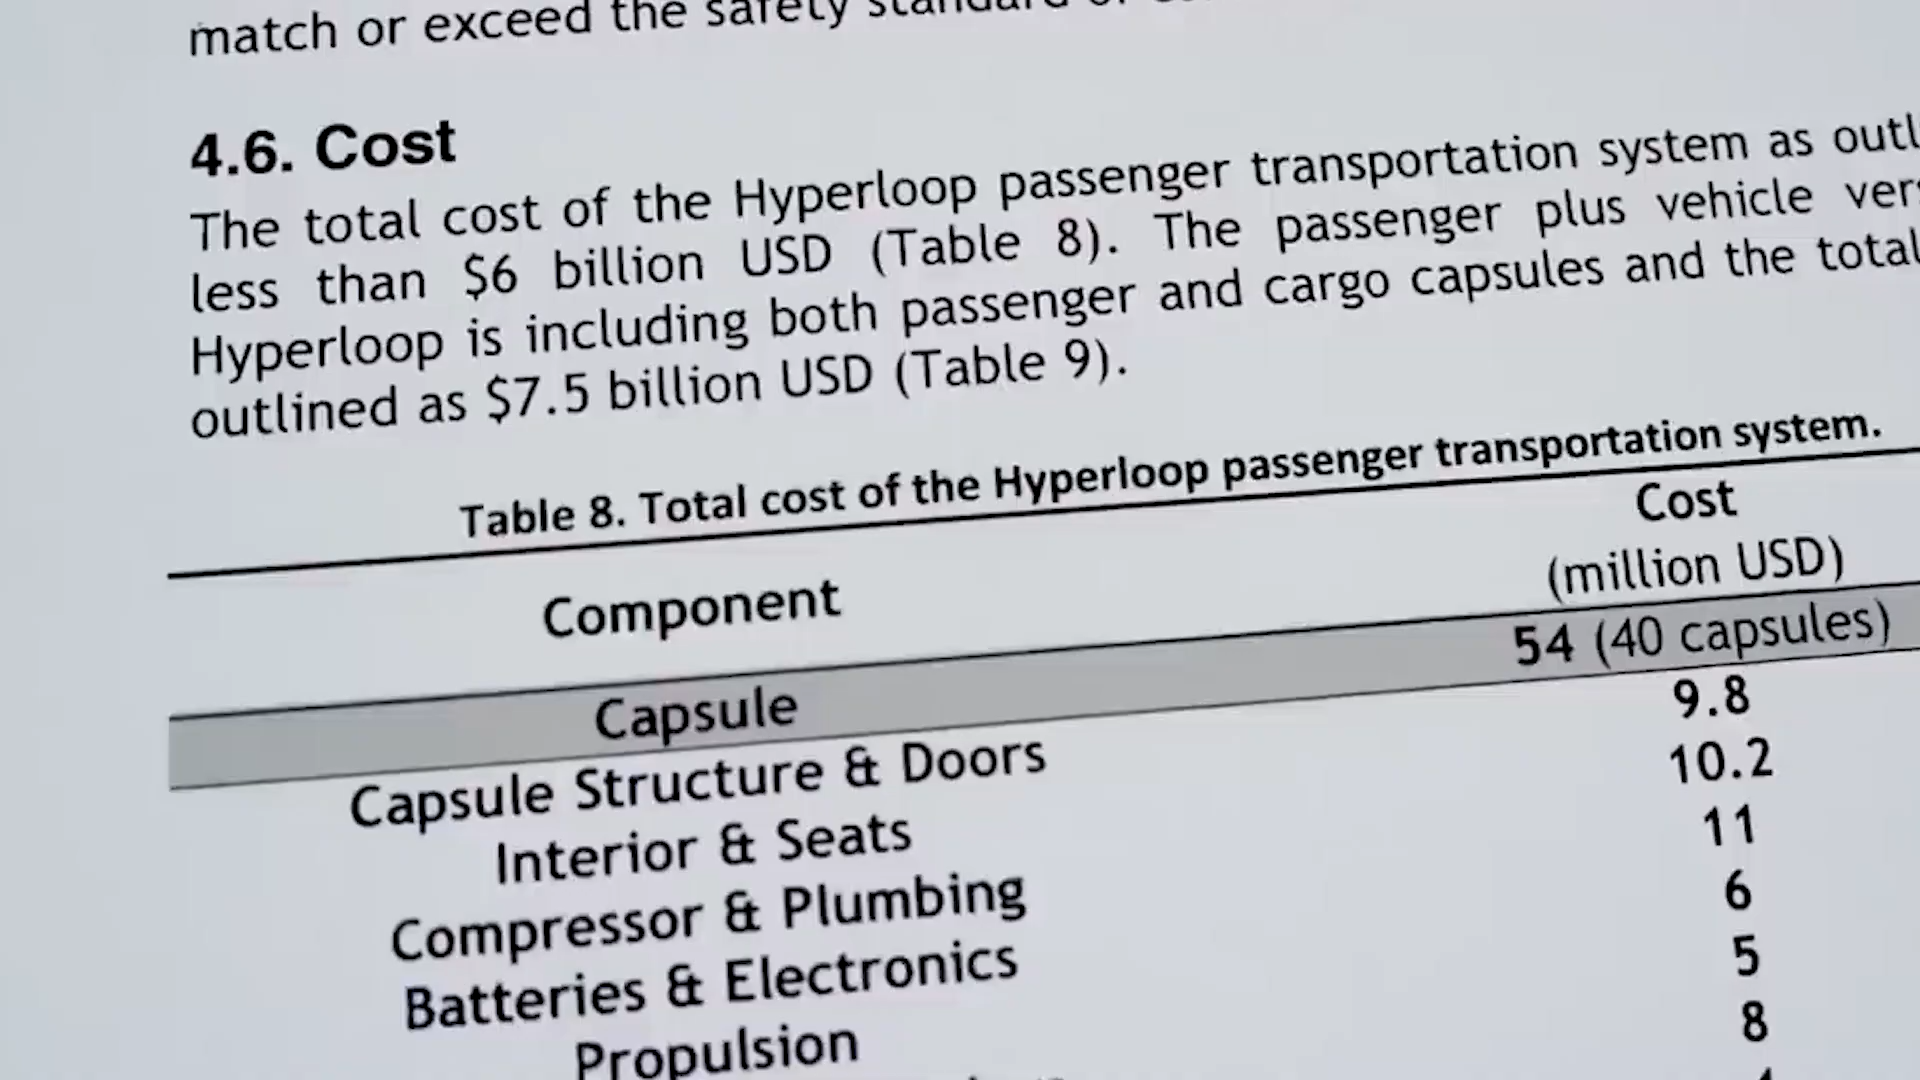 match or exceed the safety
4.6. Cost
The total cost of the Hyperloop passenger transportation system as
less than $6 billion USD (Table 8). The passenger plus vehicle
Hyperloop is including both passenger and cargo capsules and the total
outlined as $7.5 billion USD (Table 9).
Table 8. Total cost of the Hyperloop passenger transportation system.
Component Cost (million USD)
Capsule 54 (40 capsules)
Capsule Structure & Doors 9.8
Interior & Seats 10.2
Compressor & Plumbing 11
Batteries & Electronics 6
Propulsion 5
8